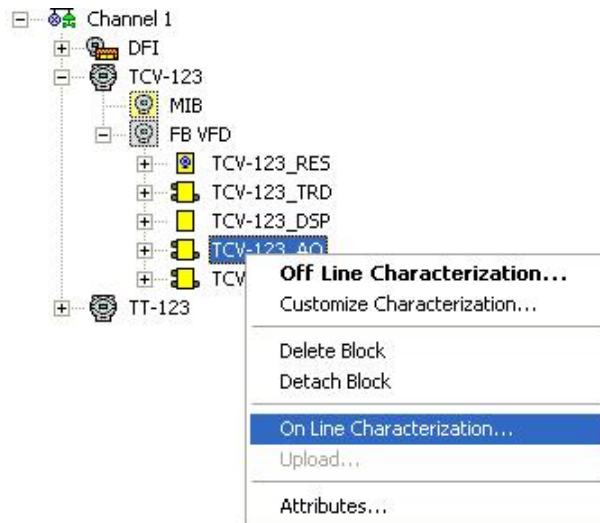 Channel 1
DFI
TCV-123
MIB
FB VFD
TCV-123_RES
TCV-123_TRD
TCV-123_DSP
TCV-123_AO
TCV
TT-123
Off Line Characterization...
Customize Characterization...
Delete Block
Detach Block
On Line Characterization...
Upload...
Attributes...